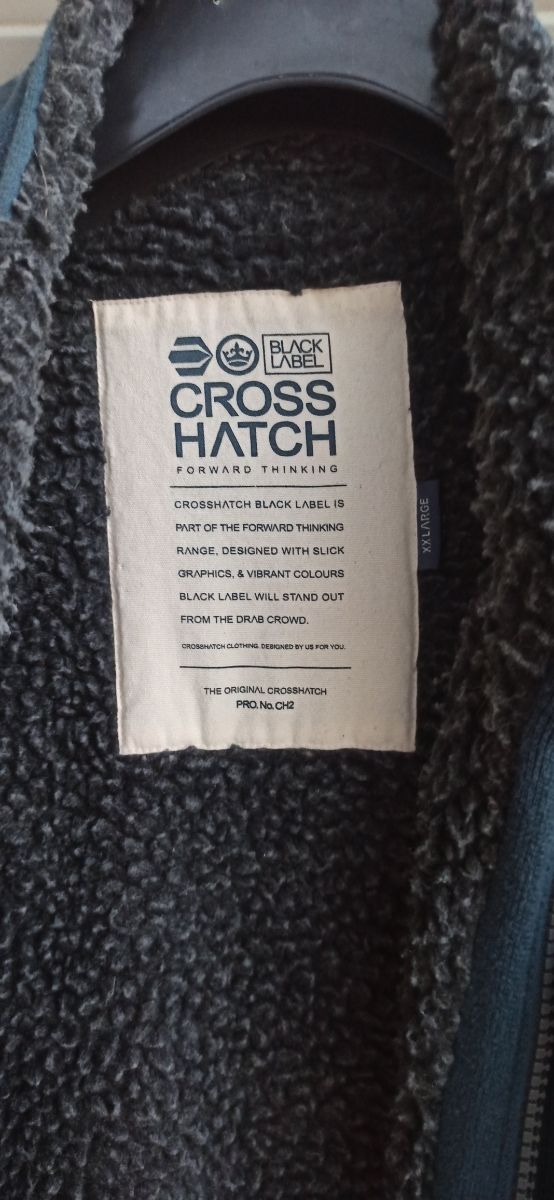 BLACK
LABEL
CROSS
HATCH
FORWARD THINKING
CROSSHATCH BLACK LABEL IS
PART OF THE FORWARD THINKING
RANGE, DESIGNED WITH SLICK
GRAPHICS, & VIBRANT COLOURS
BLACK LABEL WILL STAND OUT
FROM THE DRAB CROWD.
CROSSHATCH CLOTHING. DESIGNED BY US FOR YOU.
THE ORIGINAL CROSSHATCH
PRO. No. CH2
XX LARGE